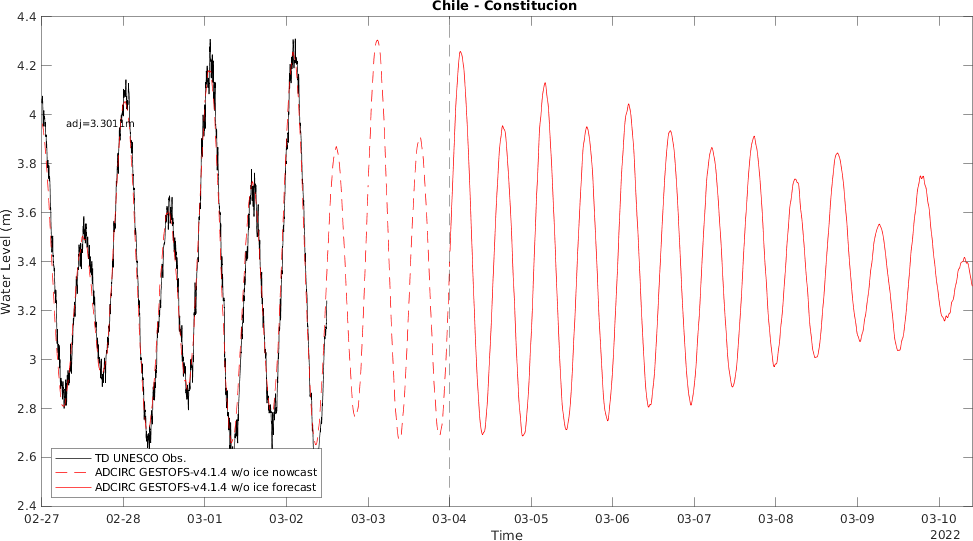 Chile - Constitucion
4.4
4.2
4
3.8
3.6
3.4
3.2
3
2.8
2.6
2.4
Water Level (m)
adj=3.3011m
TD UNESCO Obs.
ADCIRC GESTOFS-v4.1.4 w/o ice nowcast
ADCIRC GESTOFS-v4.1.4 w/o ice forecast
02-27 02-28 03-01 03-02 03-03 03-04 03-05 03-06 03-07 03-08 03-09 03-10
Time
2022